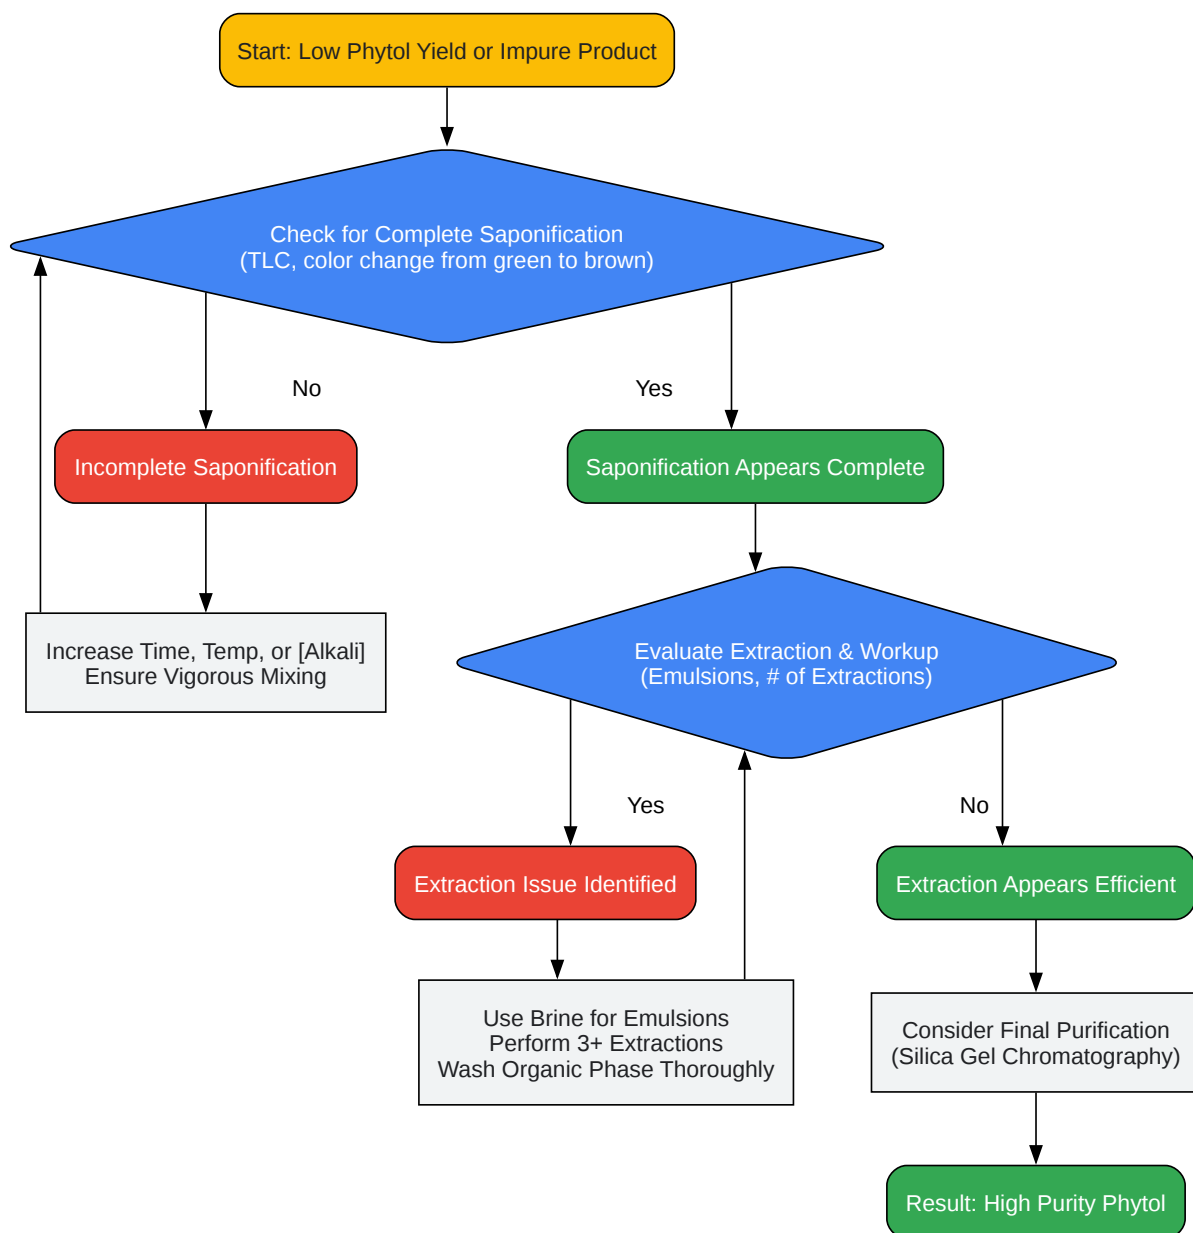 Start: Low Phytol Yield or Impure Product
Check for Complete Saponification
(TLC, color change from green to brown)
No
Yes
Incomplete Saponification
Saponification Appears Complete
Increase Time, Temp, or [Alkali]
Ensure Vigorous Mixing
Evaluate Extraction & Workup
(Emulsions, # of Extractions)
Yes
No
Extraction Issue Identified
Extraction Appears Efficient
Use Brine for Emulsions
Perform 3+ Extractions
Wash Organic Phase Thoroughly
Consider Final Purification
(Silica Gel Chromatography)
Result: High Purity Phytol